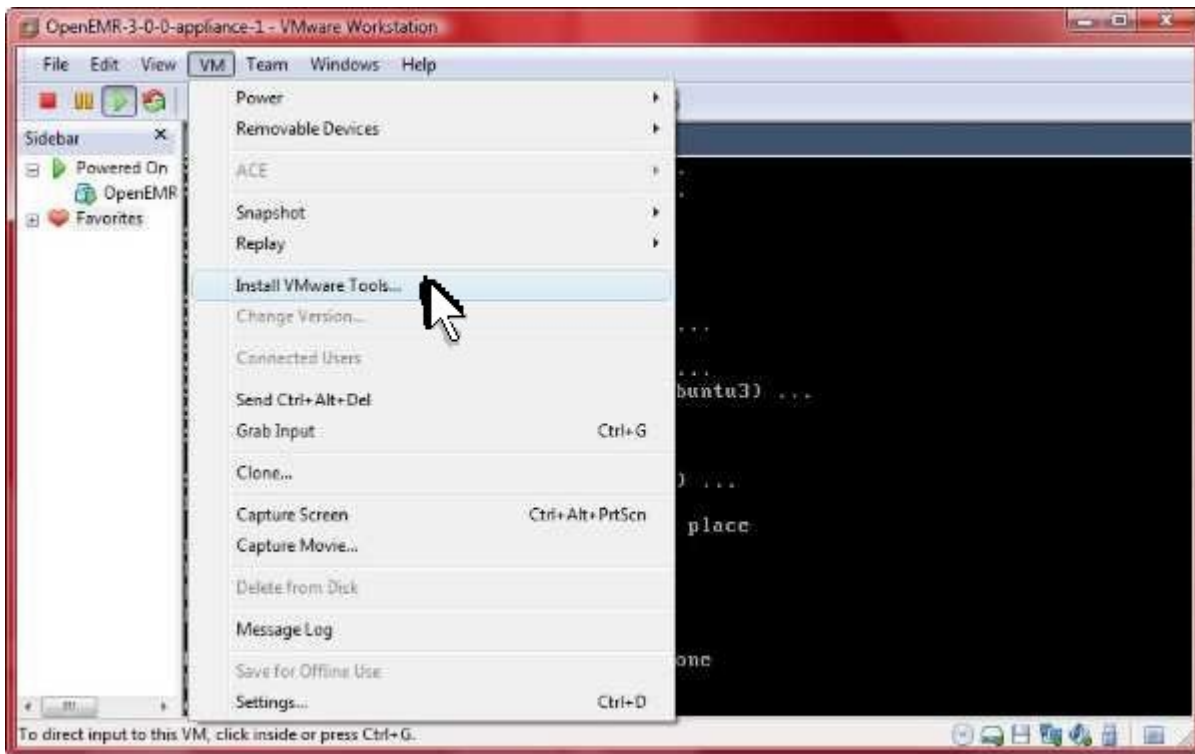 OpenEMR-3-0-0-appliance-1 - VMware Workstation
File Edit View VM Team Windows Help
Sidebar
Powered On
OpenEMR
Favorites
Power
Removable Devices
ACE
Snapshot
Replay
Install VMware Tools...
Change Version...
Connected Users
Send Ctrl+Alt+Del
Grab Input Ctrl+G
Clone...
Capture Screen Ctrl+Alt+PrtScn
Capture Movie...
Delete from Disk
Message Log
Save for Offline Use
Settings... Ctrl+D
...
...
buntu3) ...
) ...
place
one
To direct input to this VM, click inside or press Ctrl+G.